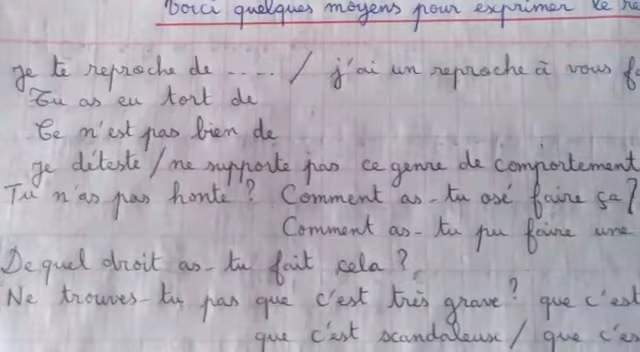 Voici quelques moyens pour exprimer le re
Je te reproche de ..... / j'ai un reproche à vous f
Tu as eu tort de
Ce n'est pas bien de
Je déteste / ne supporte pas ce genre de comportement
Tu n'as pas honte ? Comment as-tu osé faire ça ?
Comment as-tu pu faire une
De quel droit as-tu fait cela ?
Ne trouves-tu pas que c'est très grave ? que c'est
que c'est scandaleux / que c'es